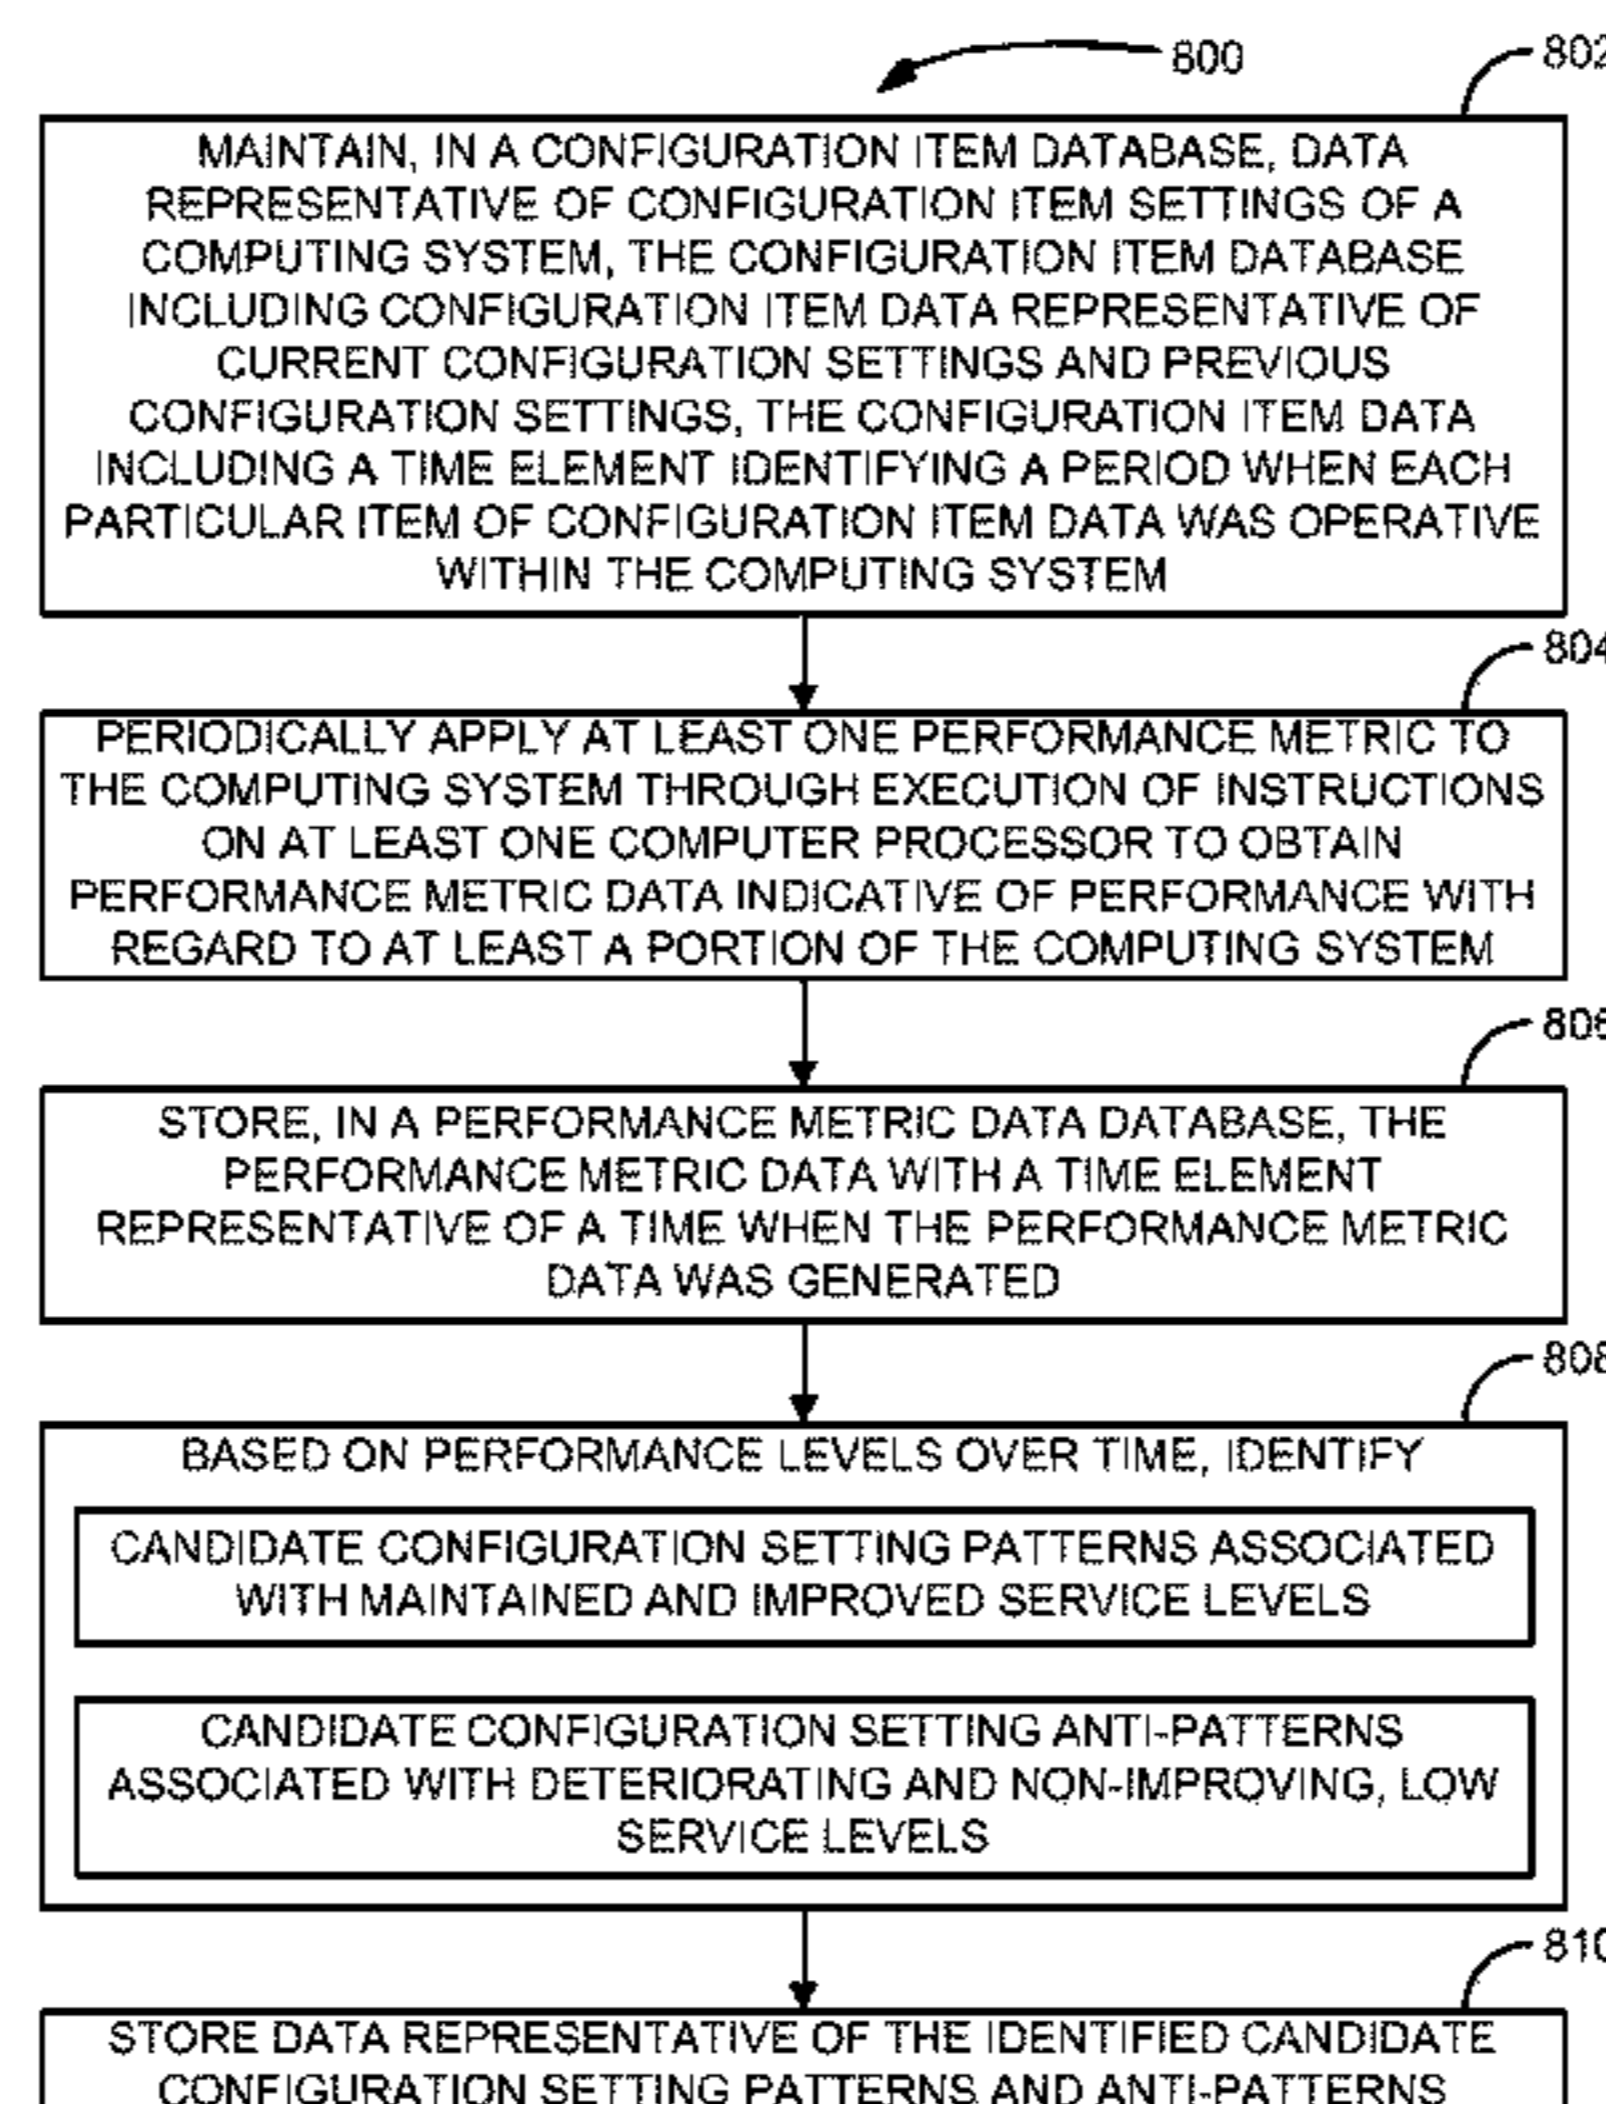 800
802
MAINTAIN, IN A CONFIGURATION ITEM DATABASE, DATA
REPRESENTATIVE OF CONFIGURATION ITEM SETTINGS OF A
COMPUTING SYSTEM, THE CONFIGURATION ITEM DATABASE
INCLUDING CONFIGURATION ITEM DATA REPRESENTATIVE OF
CURRENT CONFIGURATION SETTINGS AND PREVIOUS
CONFIGURATION SETTINGS, THE CONFIGURATION ITEM DATA
INCLUDING A TIME ELEMENT IDENTIFYING A PERIOD WHEN EACH
PARTICULAR ITEM OF CONFIGURATION ITEM DATA WAS OPERATIVE
WITHIN THE COMPUTING SYSTEM
804
PERIODICALLY APPLY AT LEAST ONE PERFORMANCE METRIC TO
THE COMPUTING SYSTEM THROUGH EXECUTION OF INSTRUCTIONS
ON AT LEAST ONE COMPUTER PROCESSOR TO OBTAIN
PERFORMANCE METRIC DATA INDICATIVE OF PERFORMANCE WITH
REGARD TO AT LEAST A PORTION OF THE COMPUTING SYSTEM
806
STORE, IN A PERFORMANCE METRIC DATA DATABASE, THE
PERFORMANCE METRIC DATA WITH A TIME ELEMENT
REPRESENTATIVE OF A TIME WHEN THE PERFORMANCE METRIC
DATA WAS GENERATED
808
BASED ON PERFORMANCE LEVELS OVER TIME, IDENTIFY
CANDIDATE CONFIGURATION SETTING PATTERNS ASSOCIATED
WITH MAINTAINED AND IMPROVED SERVICE LEVELS
CANDIDATE CONFIGURATION SETTING ANTI-PATTERNS
ASSOCIATED WITH DETERIORATING AND NON-IMPROVING, LOW
SERVICE LEVELS
810
STORE DATA REPRESENTATIVE OF THE IDENTIFIED CANDIDATE
CONFIGURATION SETTING PATTERNS AND ANTI-PATTERNS